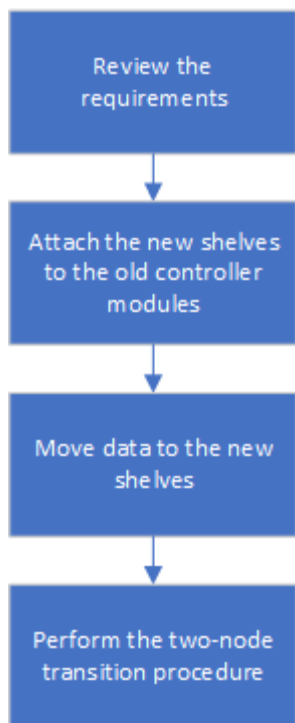 Review the
requirements
Attach the new shelves
to the old controller
modules
Move data to the new
shelves
Perform the two-node
transition procedure